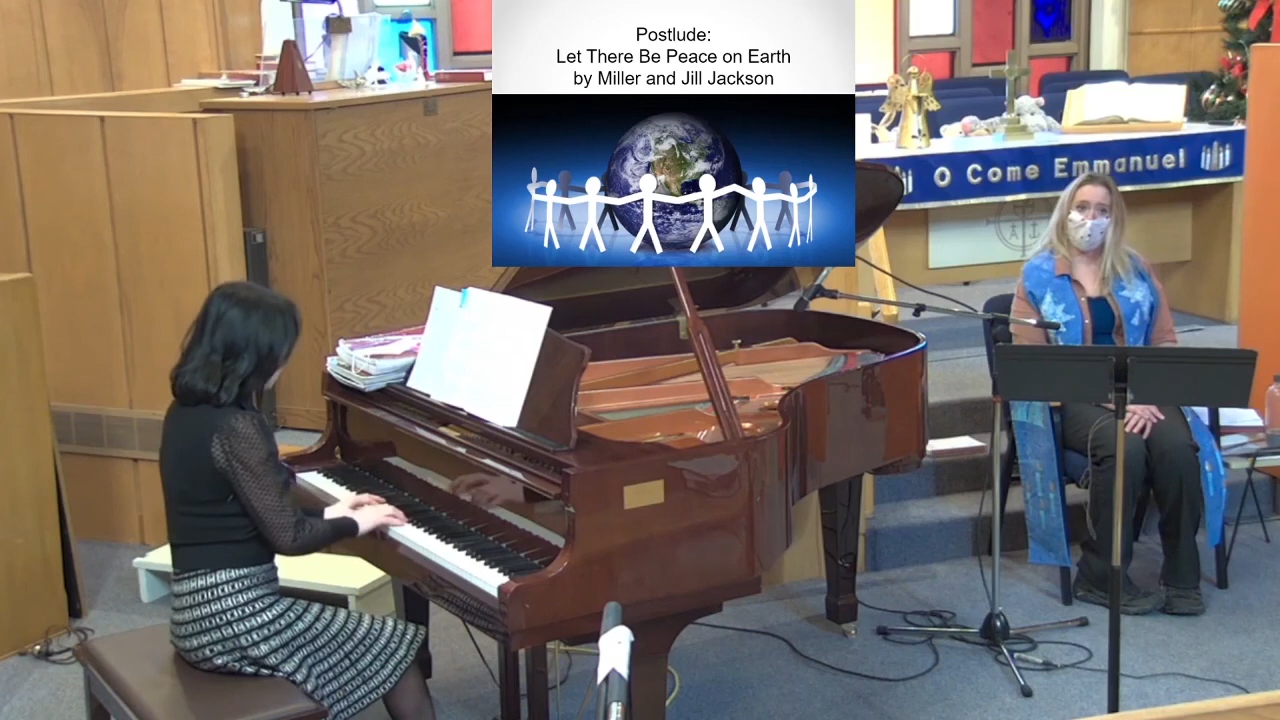 Postlude:
Let There Be Peace on Earth
by Miller and Jill Jackson
O Come Emmanuel